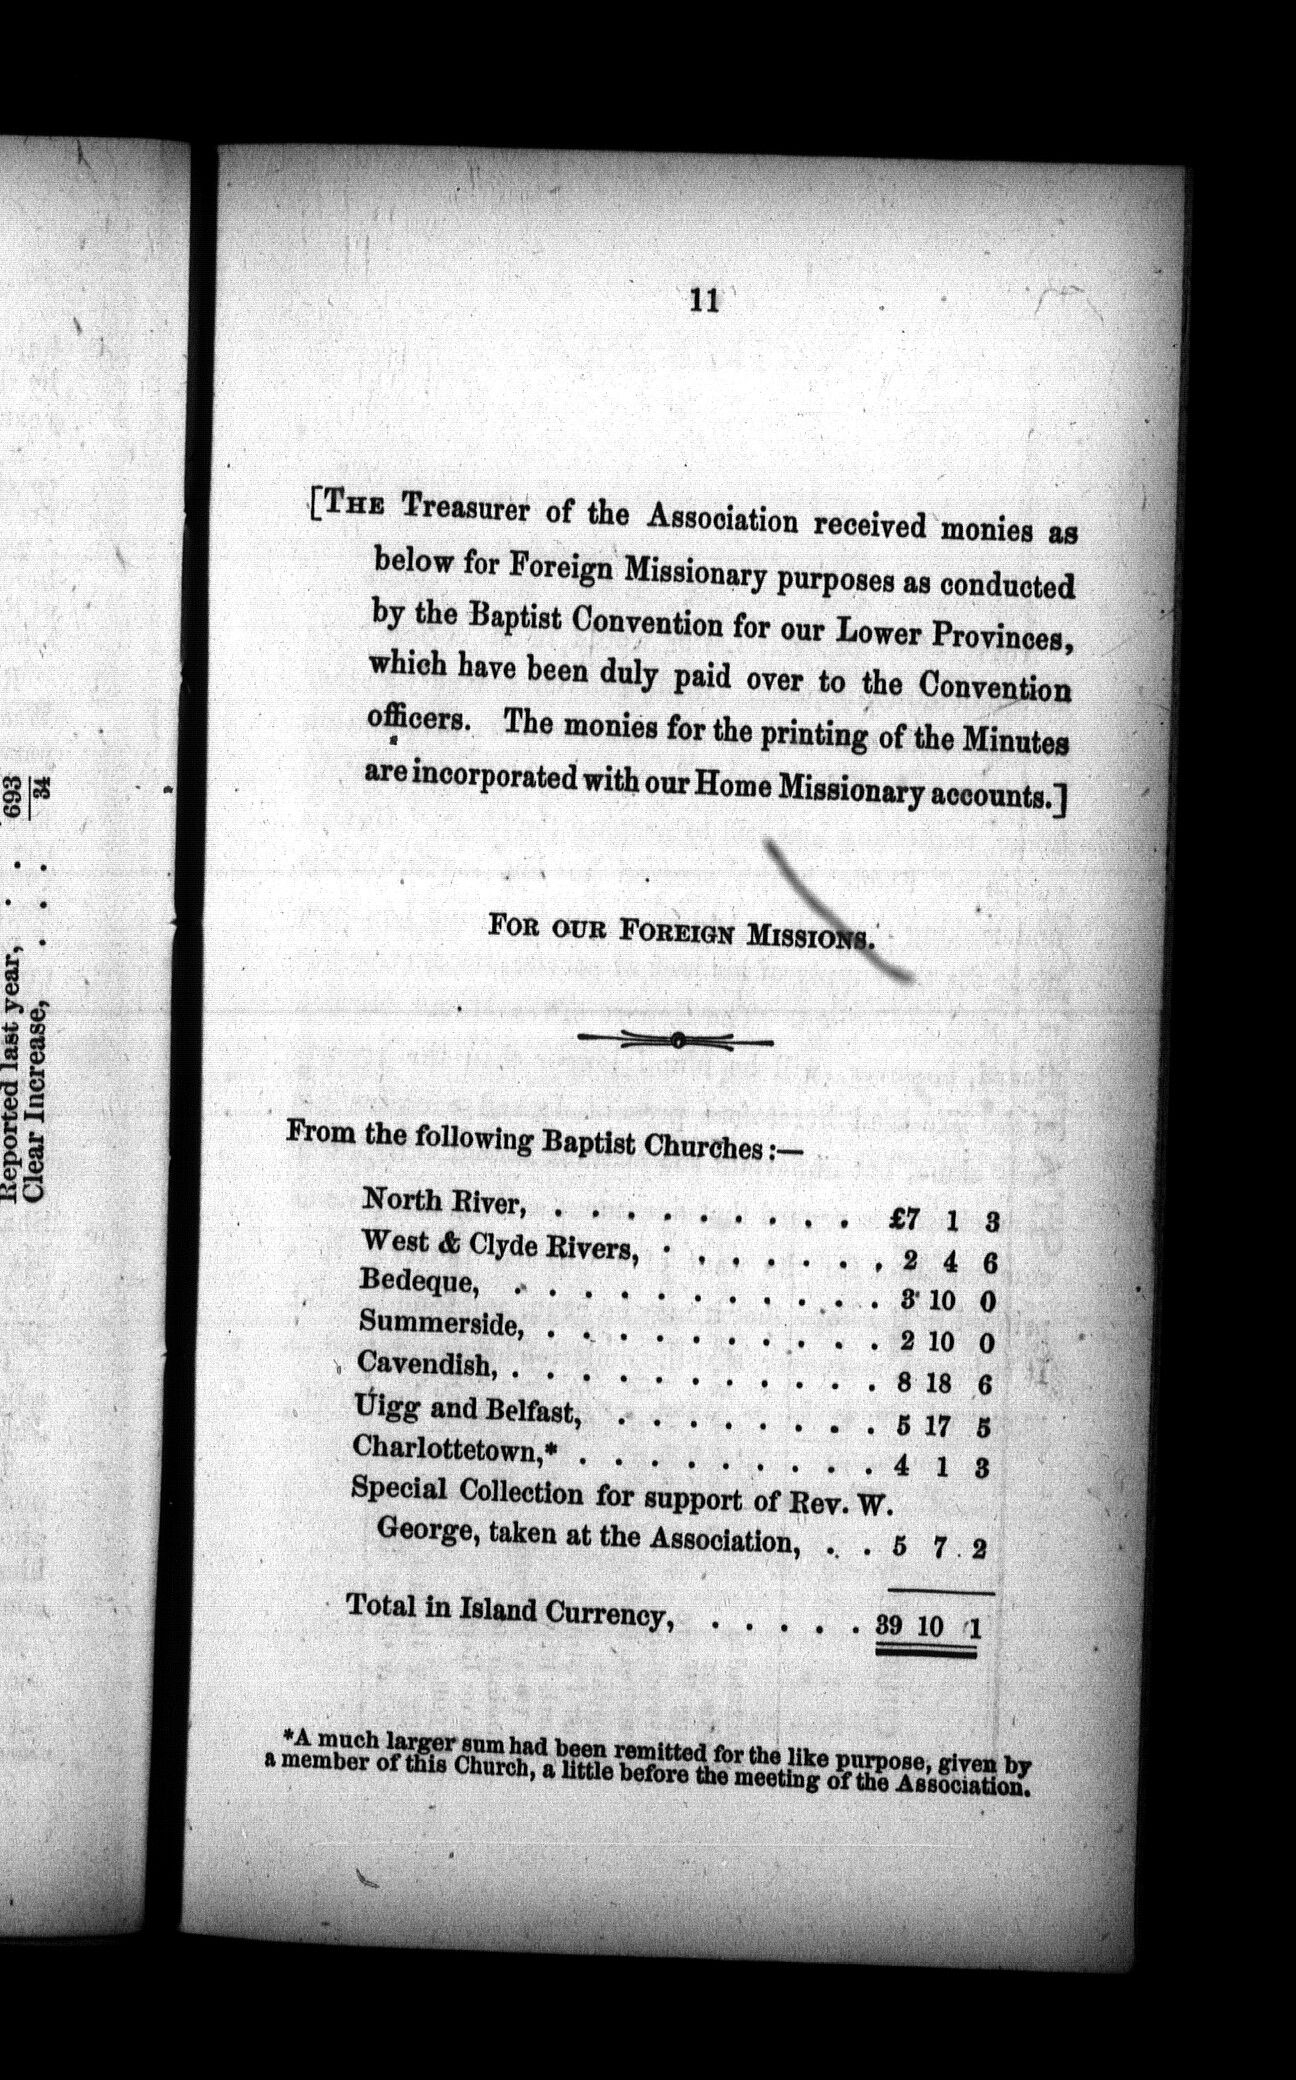 Reported last year, . . 693
Clear Increase, . . . 34
11
[THE Treasurer of the Association received monies as
below for Foreign Missionary purposes as conducted
by the Baptist Convention for our Lower Provinces,
which have been duly paid over to the Convention
officers. The monies for the printing of the Minutes
are incorporated with our Home Missionary accounts.]
FOR OUR FOREIGN MISSIONS.
From the following Baptist Churches:—
North River, . . . . . . . . . £7 1 3
West & Clyde Rivers, . . . . . . . 2 4 6
Bedeque, . . . . . . . . . . . 3 10 0
Summerside, . . . . . . . . . . 2 10 0
Cavendish, . . . . . . . . . . . 8 18 6
Uigg and Belfast, . . . . . . . . 5 17 5
Charlottetown,* . . . . . . . . . 4 1 3
Special Collection for support of Rev. W.
George, taken at the Association, . . 5 7 2
Total in Island Currency, . . . . . 39 10 1
*A much larger sum had been remitted for the like purpose, given by
a member of this Church, a little before the meeting of the Association.